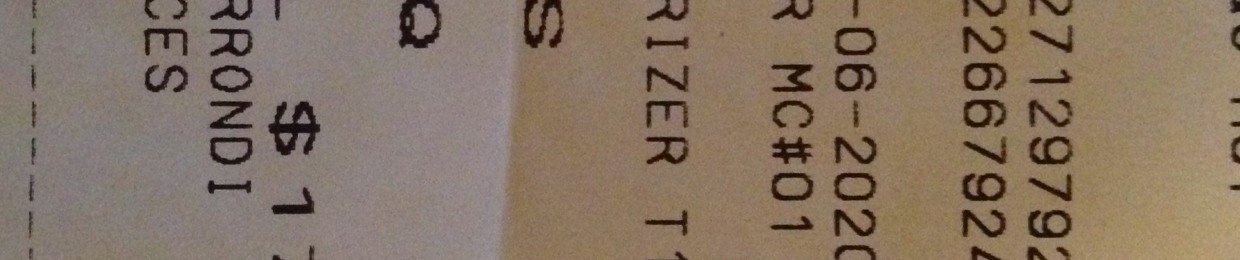 27129792
22667924
-06-2020
R MC#01
RIZER T
S
Q
$ 1
RRONDI
CES